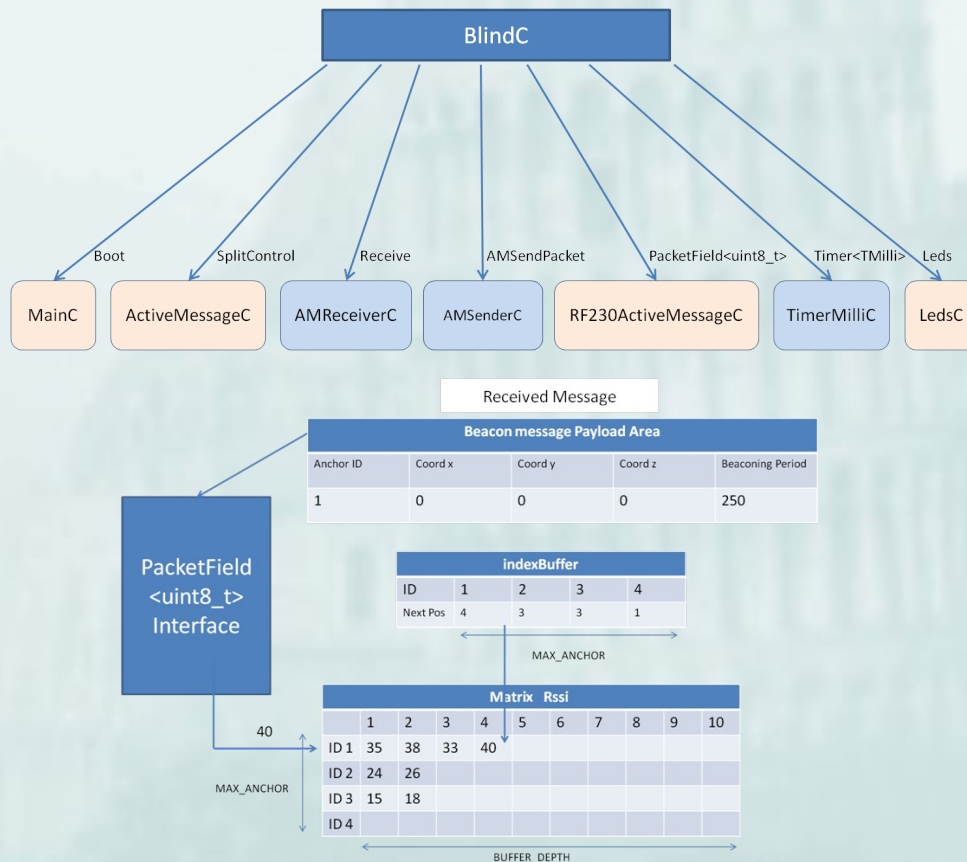 BlindC
Boot SplitControl Receive AMSendPacket PacketField<uint8_t> Timer<TMilli> Leds
MainC ActiveMessageC AMReceiverC AMSenderC RF230ActiveMessageC TimerMilliC LedsC
Received Message
Beacon message Payload Area
Anchor ID Coord x Coord y Coord z Beaconing Period
1 0 0 0 250
PacketField
<uint8_t>
Interface
indexBuffer
ID 1 2 3 4
Next Pos 4 3 3 1
MAX_ANCHOR
Matrix Rssi
1 2 3 4 5 6 7 8 9 10
40
ID 1 35 38 33 40
ID 2 24 26
MAX_ANCHOR
ID 3 15 18
ID 4
BUFFER_DEPTH